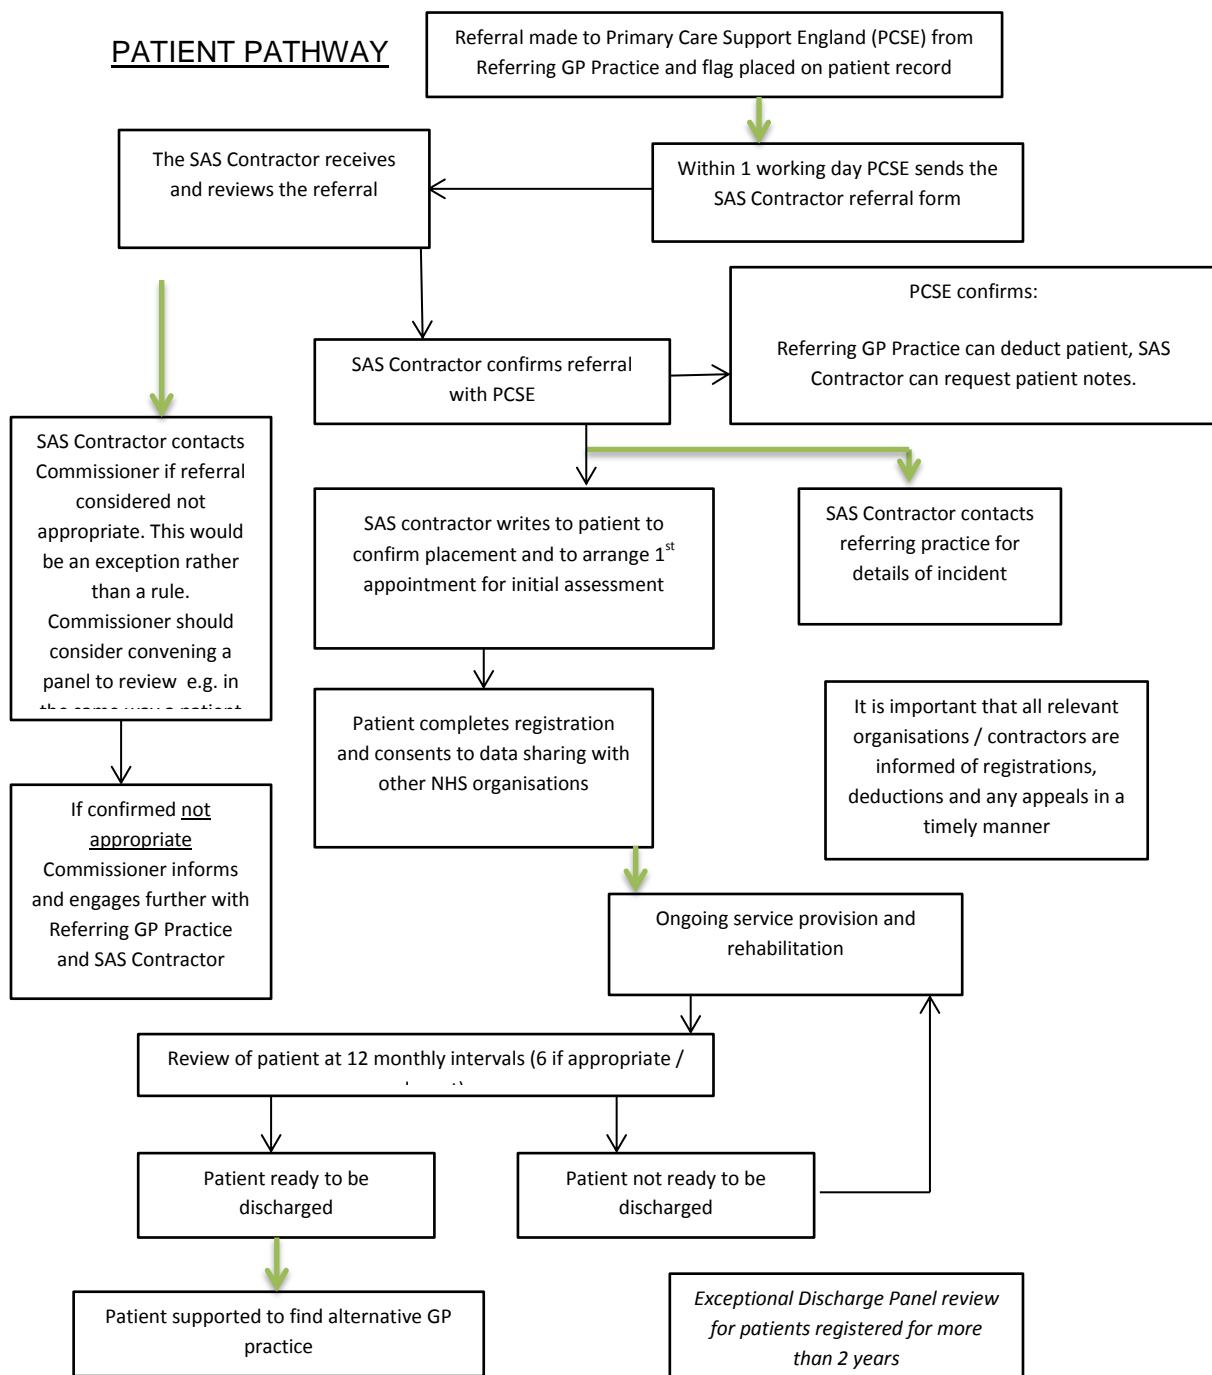 PATIENT PATHWAY
Referral made to Primary Care Support England (PCSE) from
Referring GP Practice and flag placed on patient record
The SAS Contractor receives
and reviews the referral
Within 1 working day PCSE sends the
SAS Contractor referral form
PCSE confirms:
Referring GP Practice can deduct patient, SAS
Contractor can request patient notes.
SAS Contractor confirms referral
with PCSE
SAS Contractor contacts
Commissioner if referral
considered not
appropriate. This would
be an exception rather
than a rule.
Commissioner should
consider convening a
panel to review e.g. in
the same way a patient
SAS contractor writes to patient to
confirm placement and to arrange 1st
appointment for initial assessment
SAS Contractor contacts
referring practice for
details of incident
Patient completes registration
and consents to data sharing with
other NHS organisations
It is important that all relevant
organisations / contractors are
informed of registrations,
deductions and any appeals in a
timely manner
If confirmed not
appropriate
Commissioner informs
and engages further with
Referring GP Practice
and SAS Contractor
Ongoing service provision and
rehabilitation
Review of patient at 12 monthly intervals (6 if appropriate /
Patient ready to be
discharged
Patient not ready to be
discharged
Patient supported to find alternative GP
practice
Exceptional Discharge Panel review
for patients registered for more
than 2 years